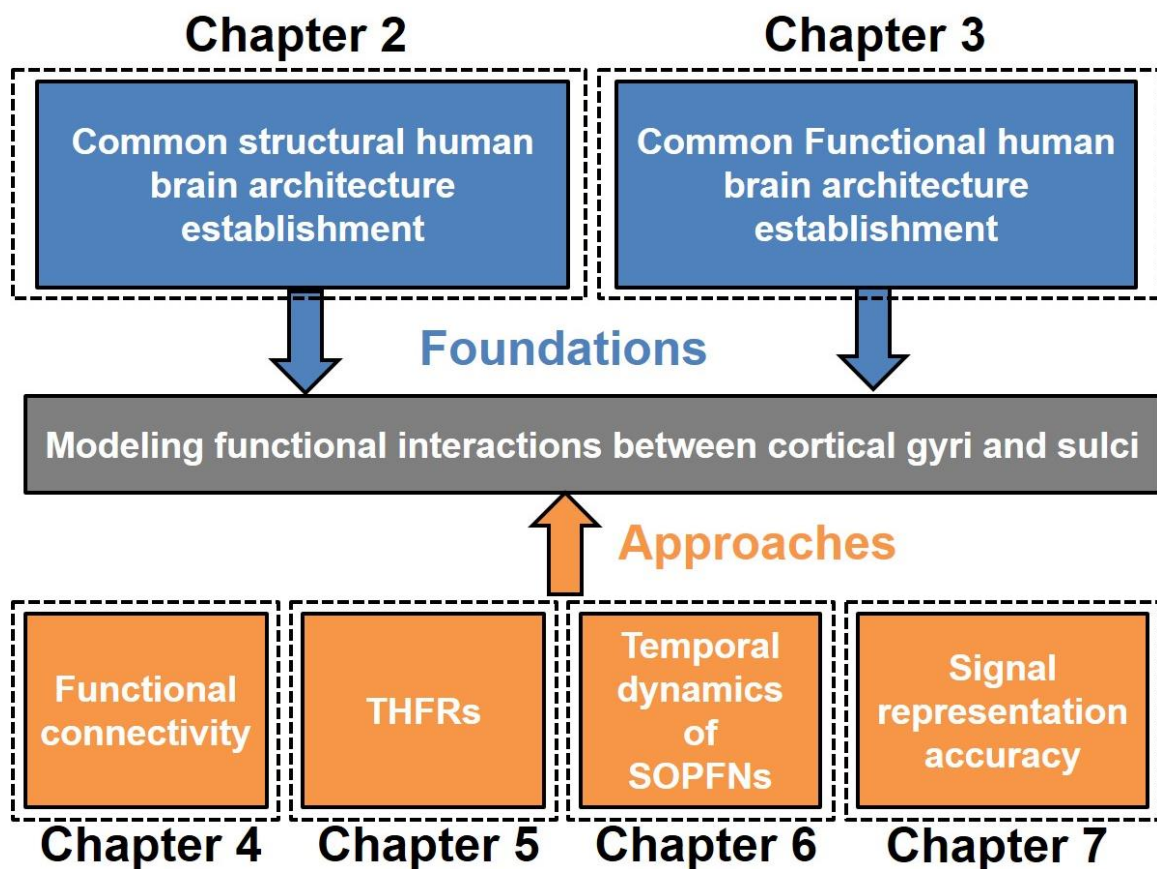 Chapter 2
Chapter 3
Common structural human
brain architecture
establishment
Common Functional human
brain architecture
establishment
Foundations
Modeling functional interactions between cortical gyri and sulci
Approaches
Functional
connectivity
THFRs
Temporal
dynamics
of
SOPFNs
Signal
representation
accuracy
Chapter 4
Chapter 5
Chapter 6
Chapter 7